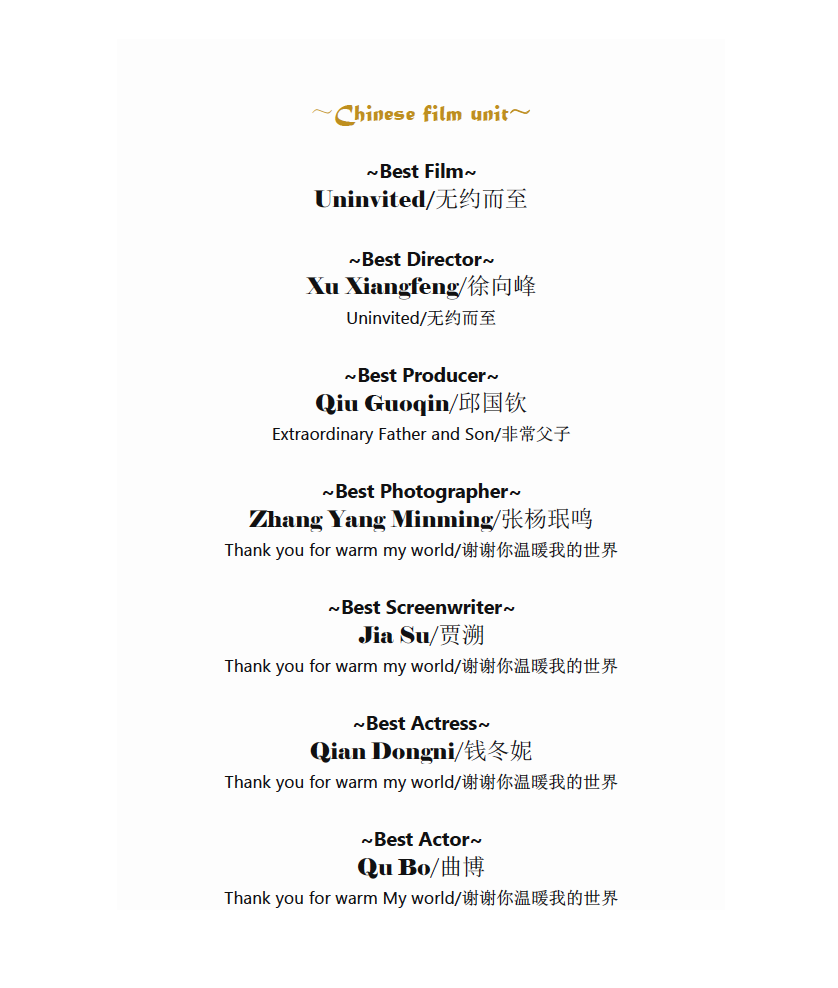 ～Chinese film unit～
~Best Film~
Uninvited/无约而至
~Best Director~
Xu Xiangfeng/徐向峰
Uninvited/无约而至
~Best Producer~
Qiu Guoqin/邱国钦
Extraordinary Father and Son/非常父子
~Best Photographer~
Zhang Yang Minming/张杨珉鸣
Thank you for warm my world/谢谢你温暖我的世界
~Best Screenwriter~
Jia Su/贾溯
Thank you for warm my world/谢谢你温暖我的世界
~Best Actress~
Qian Dongni/钱冬妮
Thank you for warm my world/谢谢你温暖我的世界
~Best Actor~
Qu Bo/曲博
Thank you for warm My world/谢谢你温暖我的世界